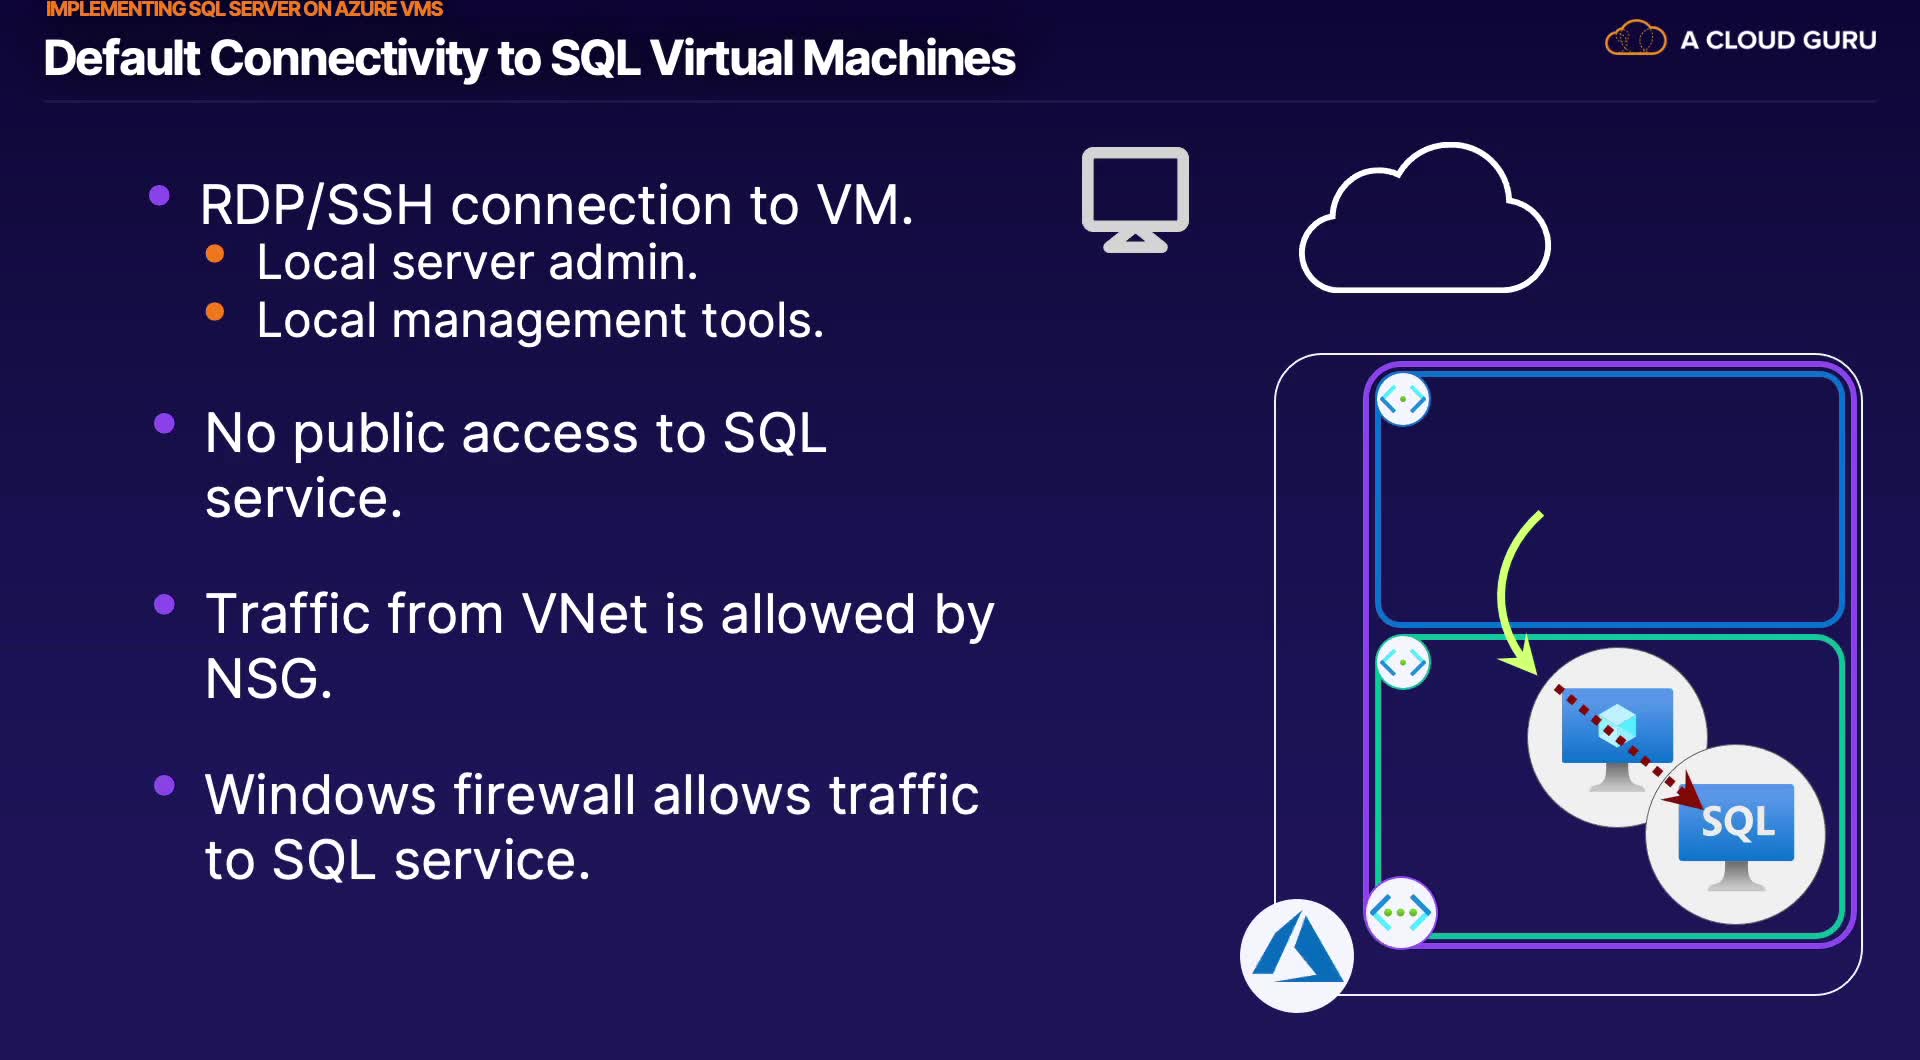 IMPLEMENTING SQL SERVER ON AZURE VMS
Default Connectivity to SQL Virtual Machines
A CLOUD GURU
RDP/SSH connection to VM.
Local server admin.
Local management tools.
No public access to SQL
service.
Traffic from VNet is allowed by
NSG.
Windows firewall allows traffic
to SQL service.
SQL